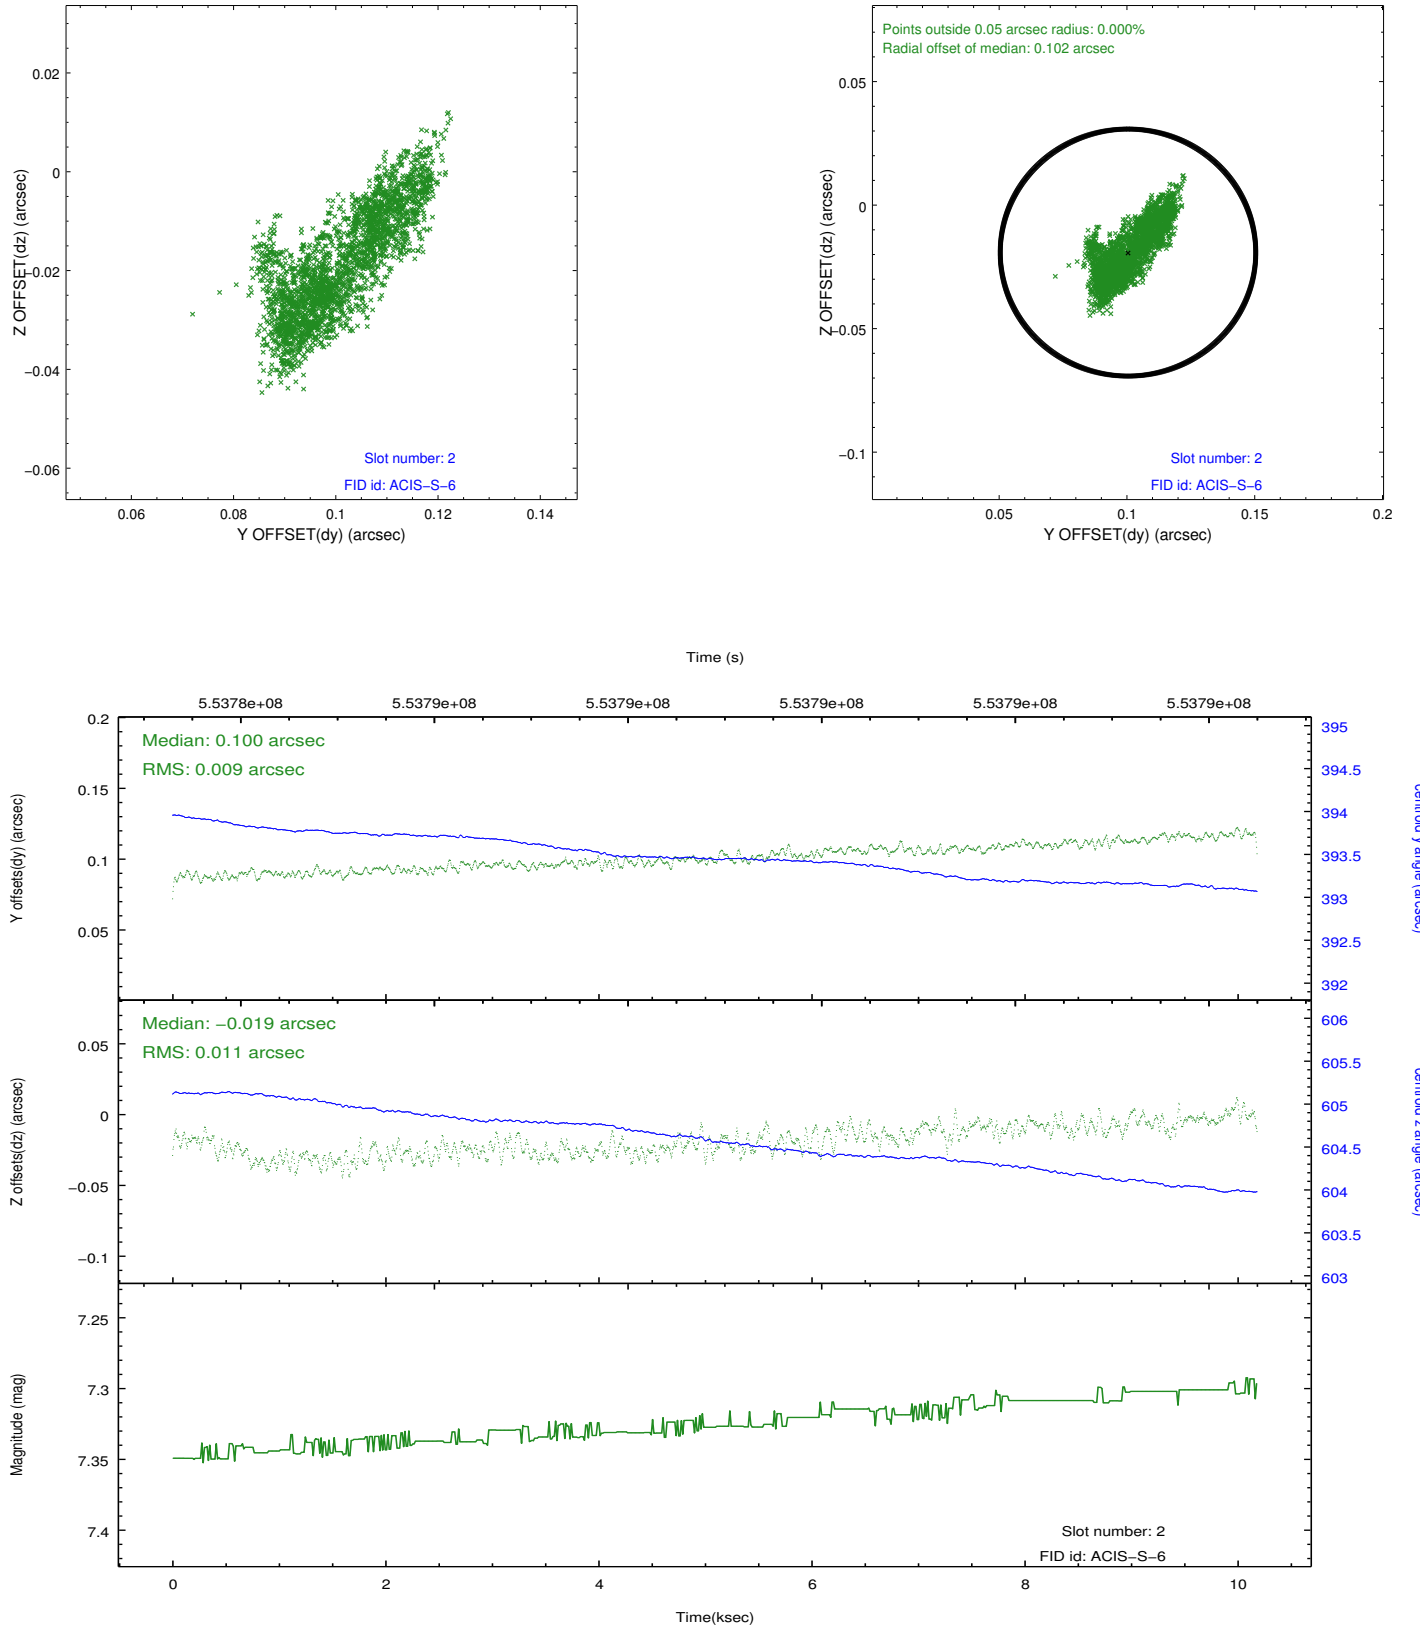 0.02
0
−0.02
−0.04
−0.06
Z OFFSET(dz) (arcsec)
0.06
0.08
0.1
0.12
0.14
Y OFFSET(dy) (arcsec)
Slot number: 2
FID id: ACIS−S−6
Points outside 0.05 arcsec radius: 0.000%
Radial offset of median: 0.102 arcsec
0.05
0
−0.05
−0.1
Z OFFSET(dz) (arcsec)
0.05
0.1
0.15
0.2
Y OFFSET(dy) (arcsec)
Slot number: 2
FID id: ACIS−S−6
Time (s)
5.5378e+08
5.5379e+08
5.5379e+08
5.5379e+08
5.5379e+08
5.5379e+08
Median: 0.100 arcsec
RMS: 0.009 arcsec
0.2
0.15
0.1
0.05
Y offsets(dy) (arcsec)
395
394.5
394
393.5
393
392.5
392
centroid y angle (arcsec)
Median: −0.019 arcsec
RMS: 0.011 arcsec
0.05
0
−0.05
−0.1
Z offsets(dz) (arcsec)
606
605.5
605
604.5
604
603.5
603
centroid z angle (arcsec)
7.25
7.3
7.35
7.4
Magnitude (mag)
Slot number: 2
FID id: ACIS−S−6
0
2
4
6
8
10
Time(ksec)